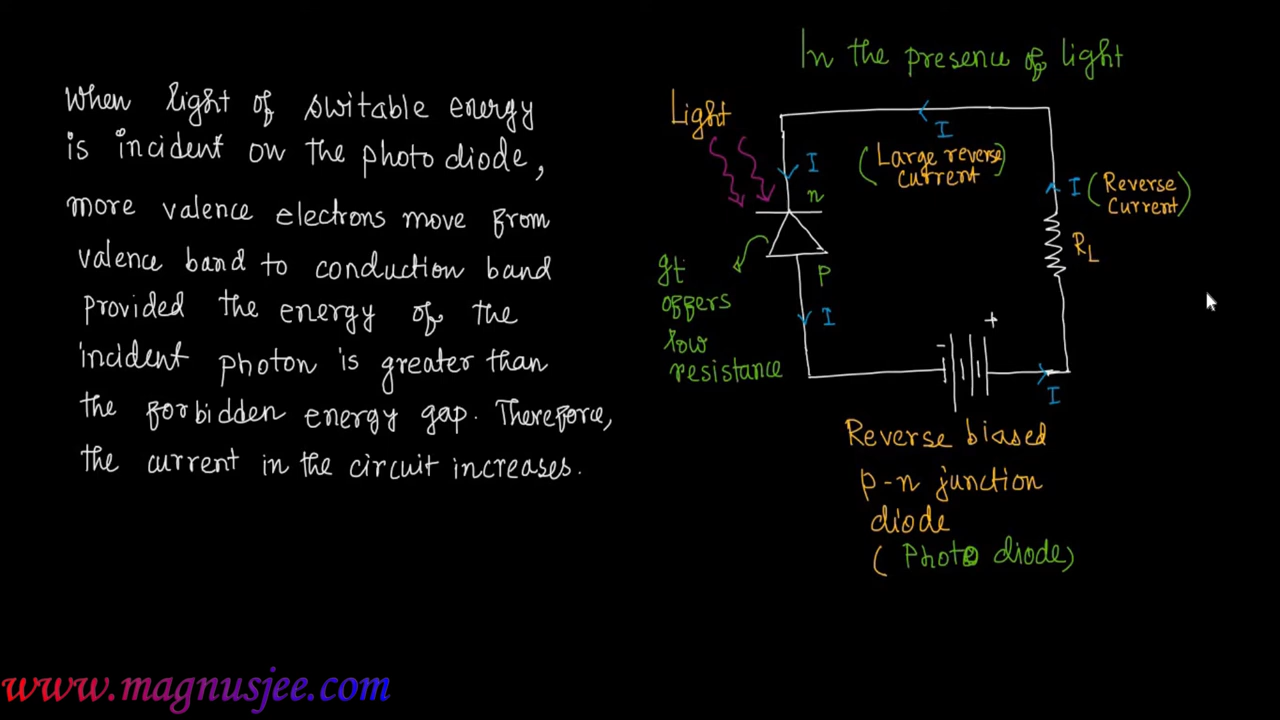 In the presence of light
When light of suitable energy
is incident on the photo diode,
more valence electrons move from
valence band to conduction band
provided the energy of the
incident photon is greater than
the forbidden energy gap. Therefore,
the current in the circuit increases.
Light
I
I
(Large reverse
current)
n
I (Reverse
Current)
RL
p
It
offers
low
resistance
I
- +
I
Reverse biased
p-n junction
diode
(Photo diode)
www.magnusjee.com